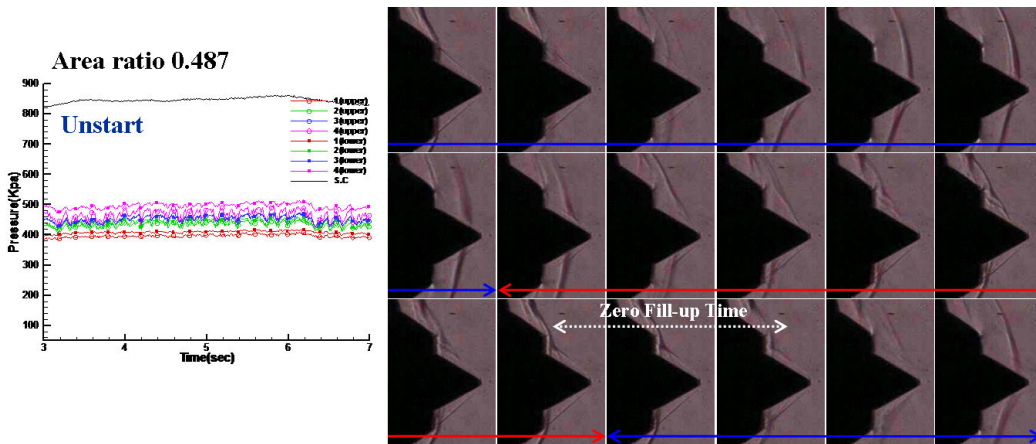 Area ratio 0.487
900
800
700
600
500
400
300
200
100
Pressure(Kpa)
Unstart
1(upper)
2(upper)
3(upper)
4(upper)
1(lower)
2(lower)
3(lower)
4(lower)
S.C
3
4
5
6
7
Time(sec)
Zero Fill-up Time